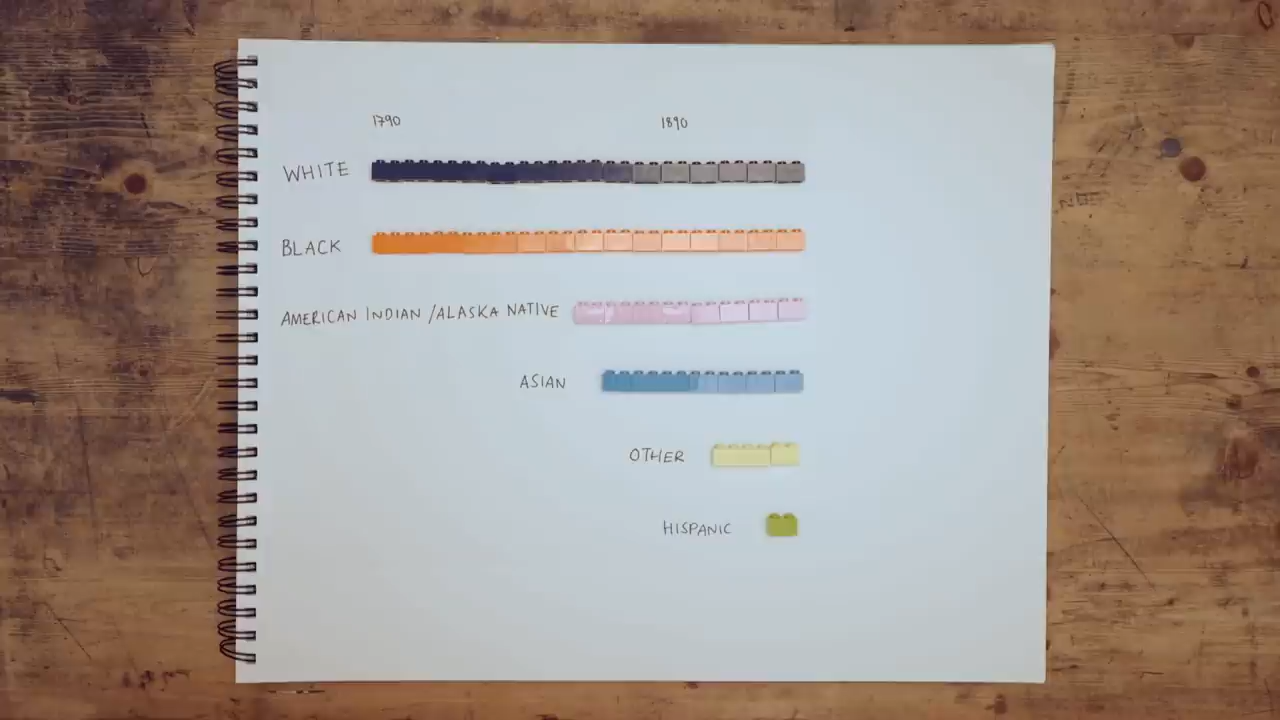 1790 1890
WHITE
BLACK
AMERICAN INDIAN /ALASKA NATIVE
ASIAN
OTHER
HISPANIC